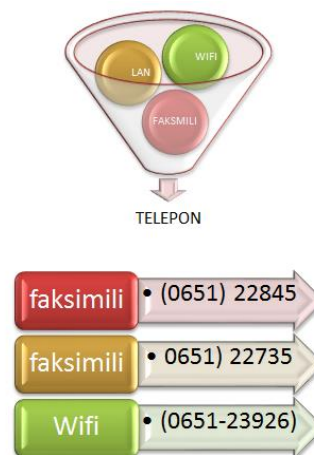 WIFI
LAN
FAKSMILI
TELEPON
faksimili • (0651) 22845
faksimili • 0651) 22735
Wifi • (0651-23926)